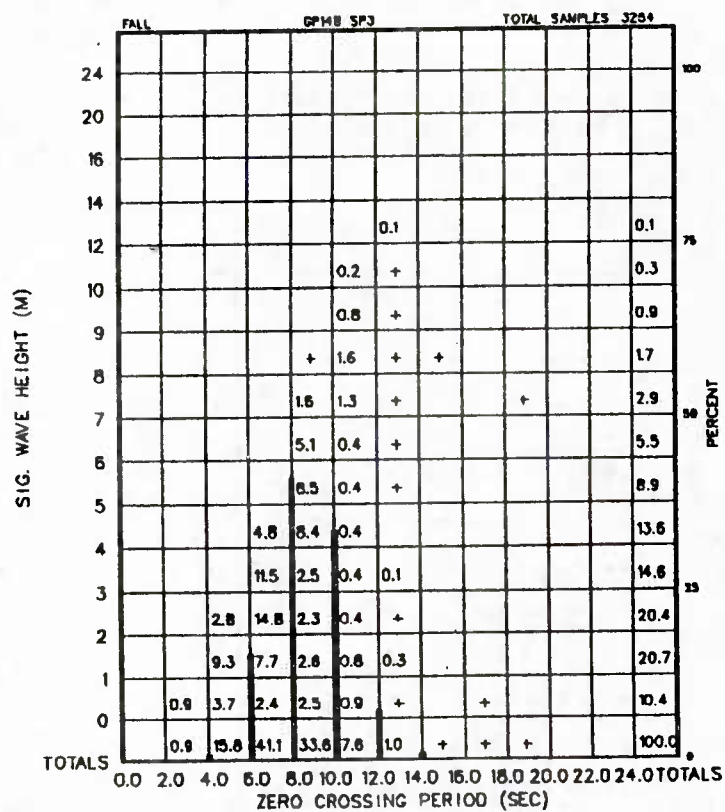 FALL GP14B SP3 TOTAL SAMPLES 3254
24 100
20
16
14
0.1 0.1
12 75
0.2 + 0.3
10
0.8 + 0.9
9
+ 1.6 + + 1.7
8
1.6 1.3 + + 2.9
7 50
5.1 0.4 + 5.5
6
8.5 0.4 + 8.9
5
4.8 8.4 0.4 13.6
4
11.5 2.5 0.4 0.1 14.6
3 25
2.8 14.8 2.3 0.4 + 20.4
2
9.3 7.7 2.6 0.8 0.3 20.7
1
0.9 3.7 2.4 2.5 0.9 + + 10.4
0
0.9 15.8 41.1 33.6 7.6 1.0 + + + 100.0
TOTALS 0
0.0 2.0 4.0 6.0 8.0 10.0 12.0 14.0 16.0 18.0 20.0 22.0 24.0 TOTALS
ZERO CROSSING PERIOD (SEC)
SIG. WAVE HEIGHT (M)
PERCENT